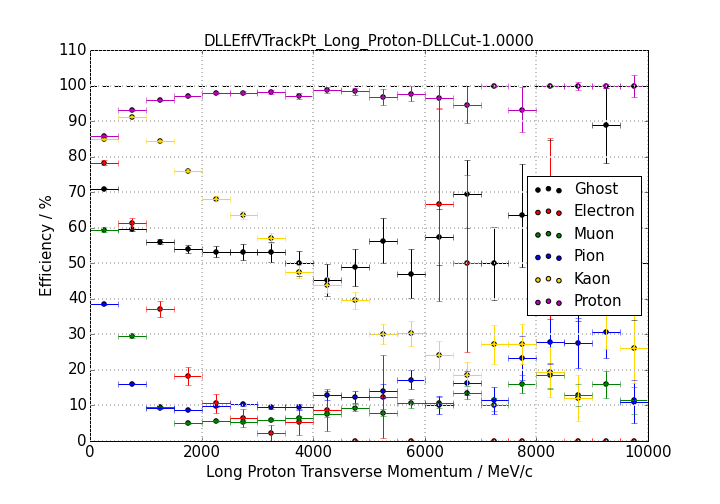 DLLEffVTrackPt_Long_Proton-DLLCut-1.0000
110
100
90
80
70
60
50
40
30
20
10
0
Efficiency / %
Ghost
Electron
Muon
Pion
Kaon
Proton
0 2000 4000 6000 8000 10000
Long Proton Transverse Momentum / MeV/c